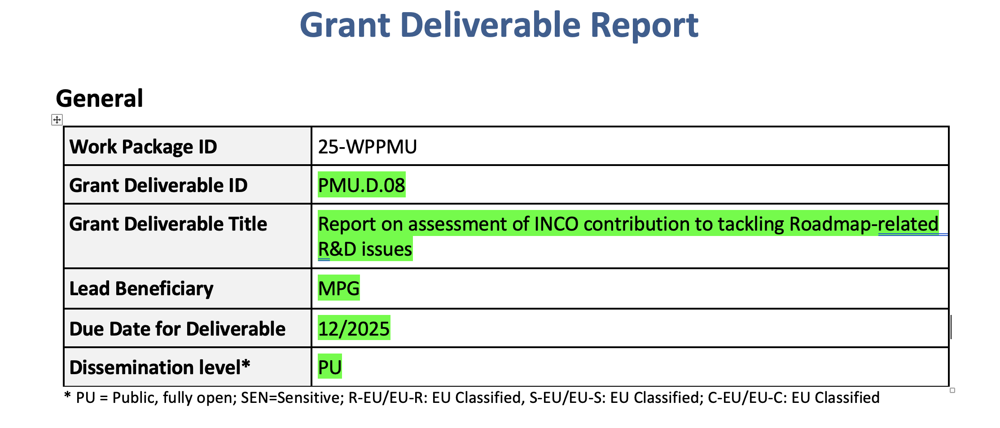 Grant Deliverable Report
General
Work Package ID 25-WPPMU
Grant Deliverable ID PMU.D.08
Grant Deliverable Title Report on assessment of INCO contribution to tackling Roadmap-related
R&D issues
Lead Beneficiary MPG
Due Date for Deliverable 12/2025
Dissemination level* PU
* PU = Public, fully open; SEN=Sensitive; R-EU/EU-R: EU Classified, S-EU/EU-S: EU Classified; C-EU/EU-C: EU Classified